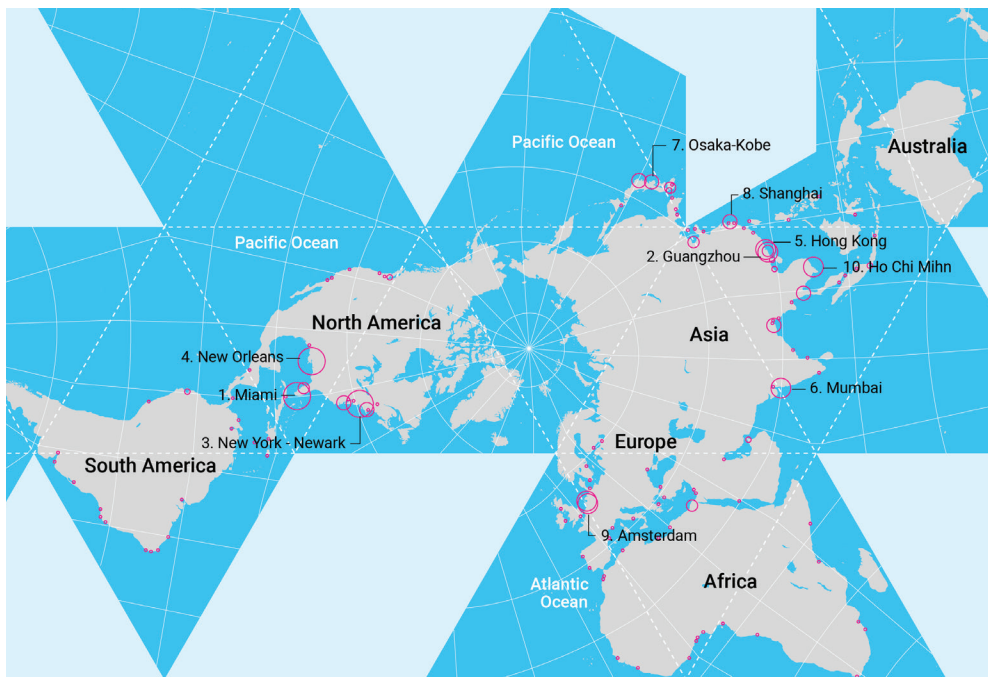 Pacific Ocean
7. Osaka-Kobe
Australia
8. Shanghai
Pacific Ocean
5. Hong Kong
2. Guangzhou
10. Ho Chi Mihn
North America
Asia
4. New Orleans
1. Miami
6. Mumbai
3. New York - Newark
Europe
South America
9. Amsterdam
Africa
Atlantic
Ocean